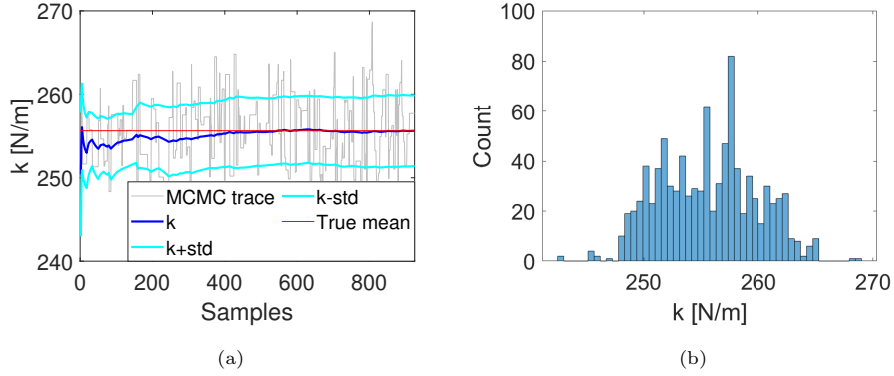 270
260
250
240
k [N/m]
MCMC trace
k
k+std
k-std
True mean
0
200
400
600
800
Samples
(a)
100
80
60
40
20
0
Count
250
260
270
k [N/m]
(b)